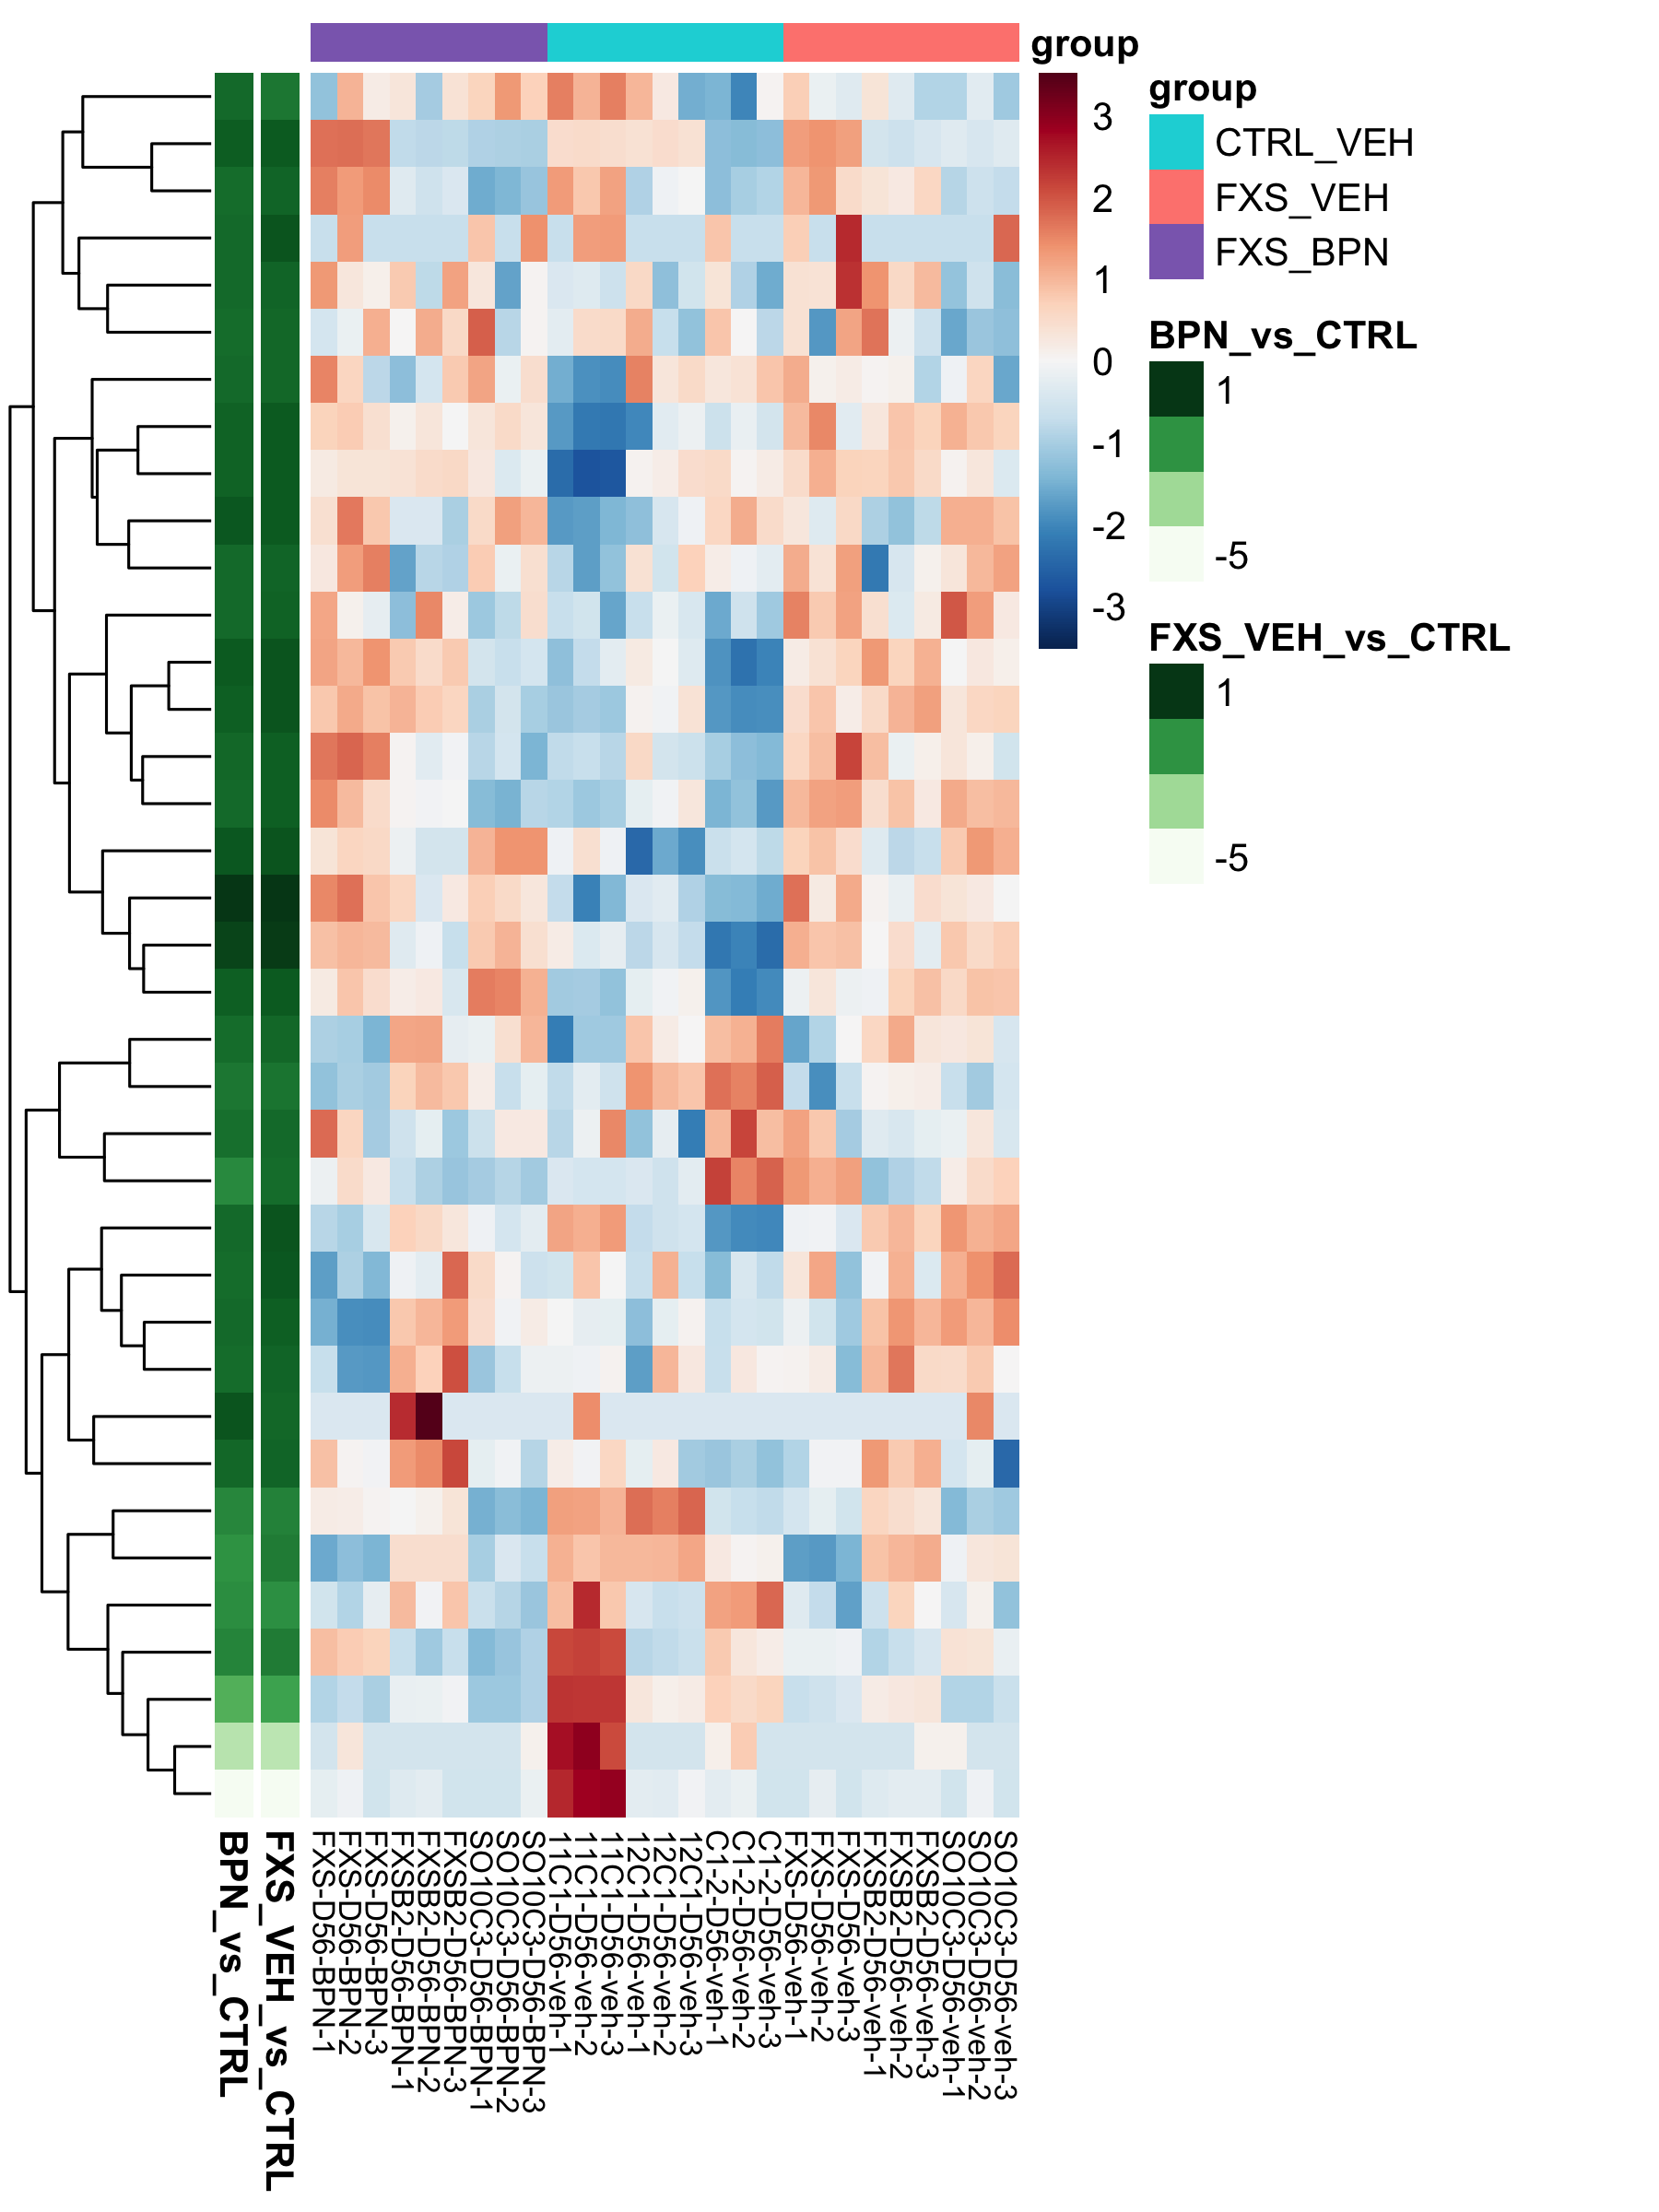 group
3
2
1
0
-1
-2
-3
group
CTRL_VEH
FXS_VEH
FXS_BPN
BPN_vs_CTRL
1
-5
FXS_VEH_vs_CTRL
1
-5
BPN_vs_CTRL
FXS_VEH_vs_CTRL
FXS-D56-BPN-1
FXS-D56-BPN-2
FXS-D56-BPN-3
FXSB2-D56-BPN-1
FXSB2-D56-BPN-2
FXSB2-D56-BPN-3
SO10C3-D56-BPN-1
SO10C3-D56-BPN-2
SO10C3-D56-BPN-3
11C1-D56-veh-1
11C1-D56-veh-2
11C1-D56-veh-3
12C1-D56-veh-1
12C1-D56-veh-2
12C1-D56-veh-3
C1-2-D56-veh-1
C1-2-D56-veh-2
C1-2-D56-veh-3
FXS-D56-veh-1
FXS-D56-veh-2
FXS-D56-veh-3
FXSB2-D56-veh-1
FXSB2-D56-veh-2
FXSB2-D56-veh-3
SO10C3-D56-veh-1
SO10C3-D56-veh-2
SO10C3-D56-veh-3